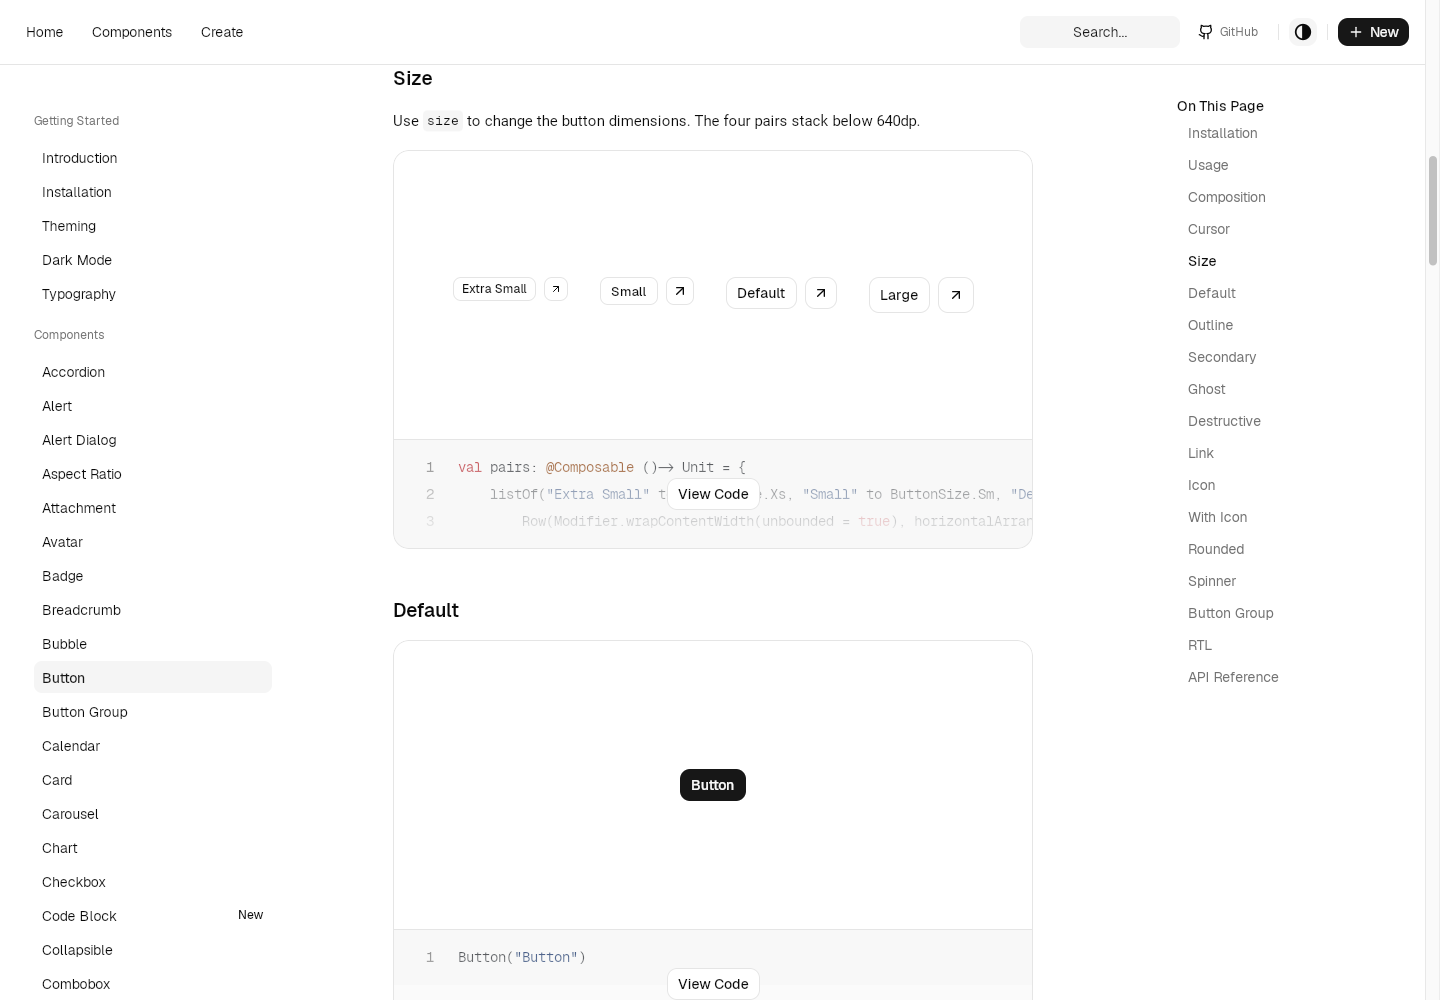 Home
Components
Create
Search...
GitHub
New
Getting Started
Introduction
Installation
Theming
Dark Mode
Typography
Components
Accordion
Alert
Alert Dialog
Aspect Ratio
Attachment
Avatar
Badge
Breadcrumb
Bubble
Button
Button Group
Calendar
Card
Carousel
Chart
Checkbox
Code Block New
Collapsible
Combobox
Size
Use size to change the button dimensions. The four pairs stack below 640dp.
Extra Small
Small
Default
Large
1 val pairs: @Composable ()-> Unit = {
2 listOf("Extra Small" .Xs, "Small" to ButtonSize.Sm,
View Code
3 Row(Modifier.wrapContentWidth(unbounded = true),
Default
Button
1 Button("Button")
View Code
On This Page
Installation
Usage
Composition
Cursor
Size
Default
Outline
Secondary
Ghost
Destructive
Link
Icon
With Icon
Rounded
Spinner
Button Group
RTL
API Reference